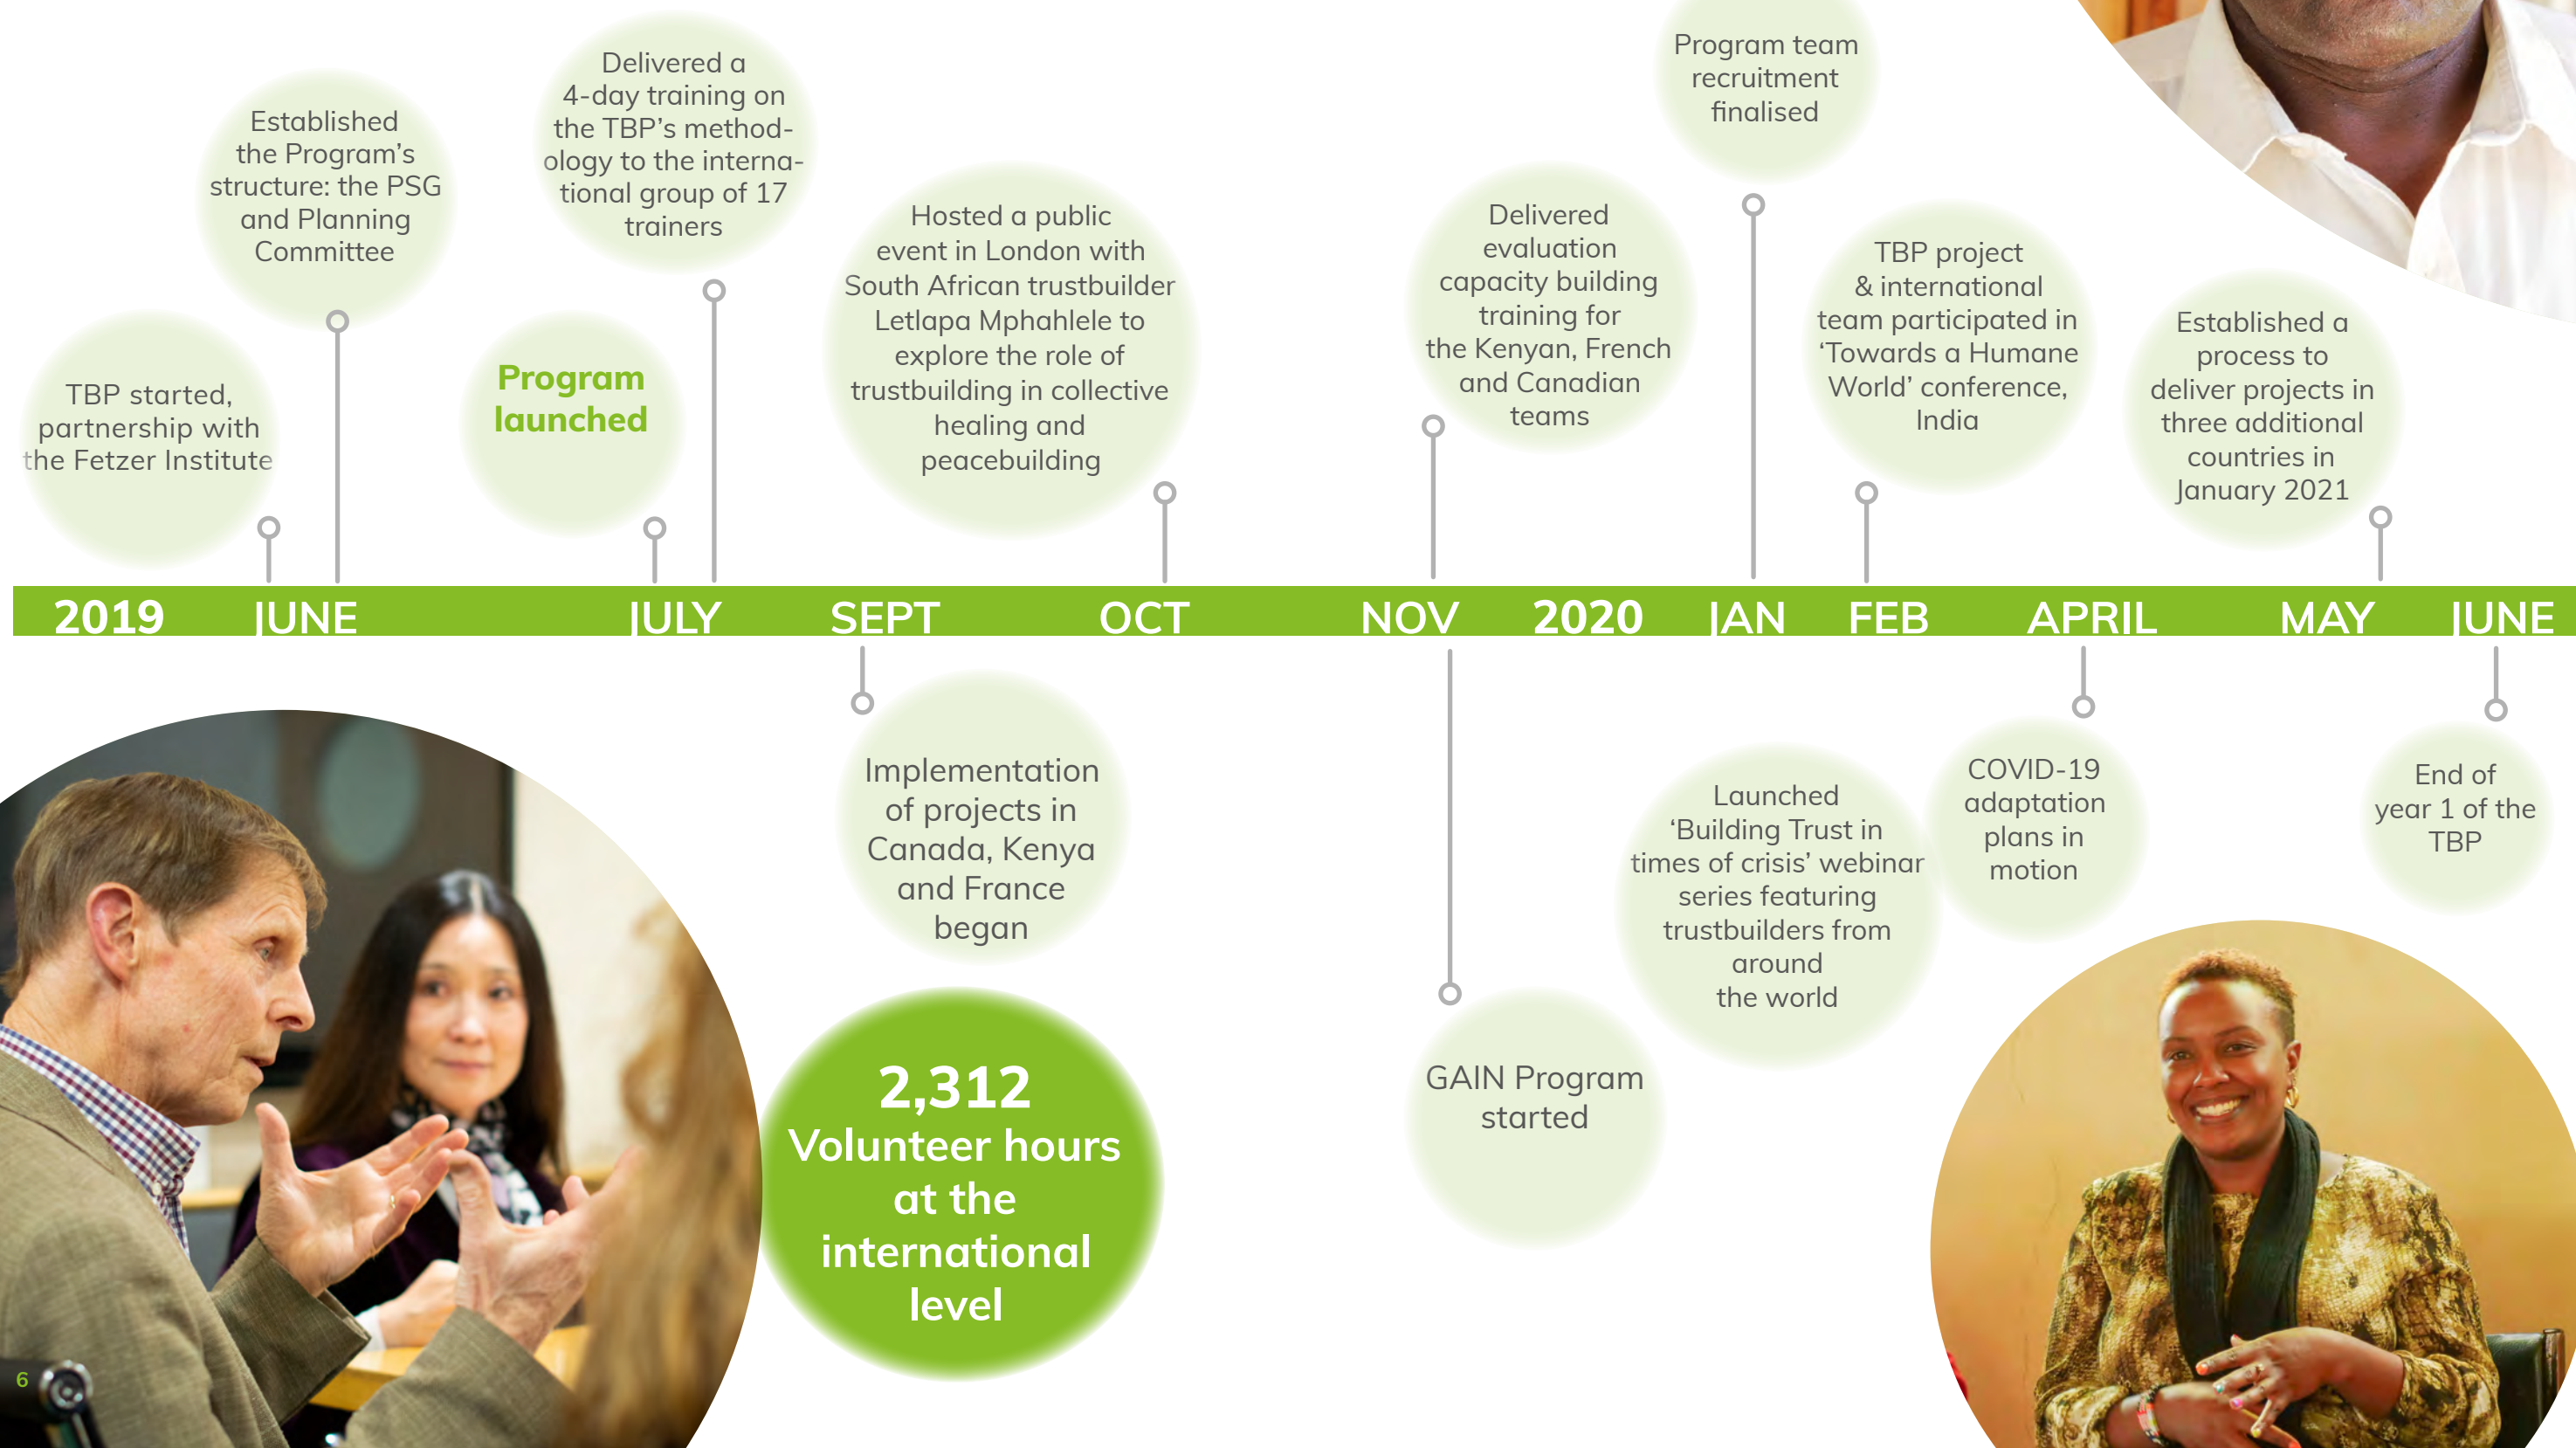 Established
the Program’s
structure: the PSG
and Planning
Committee
Delivered a
4-day training on
the TBP’s method-
ology to the interna-
tional group of 17
trainers
Program team
recruitment
finalised
TBP started,
partnership with
the Fetzer Institute
Program
launched
Hosted a public
event in London with
South African trustbuilder
Letlapa Mphahlele to
explore the role of
trustbuilding in collective
healing and
peacebuilding
Delivered
evaluation
capacity building
training for
the Kenyan, French
and Canadian
teams
TBP project
& international
team participated in
‘Towards a Humane
World’ conference,
India
Established a
process to
deliver projects in
three additional
countries in
January 2021
2019 JUNE JULY SEPT OCT NOV 2020 JAN FEB APRIL MAY JUNE
Implementation
of projects in
Canada, Kenya
and France
began
2,312
Volunteer hours
at the
international
level
GAIN Program
started
Launched
‘Building Trust in
times of crisis’ webinar
series featuring
trustbuilders from
around
the world
COVID-19
adaptation
plans in
motion
End of
year 1 of the
TBP
6